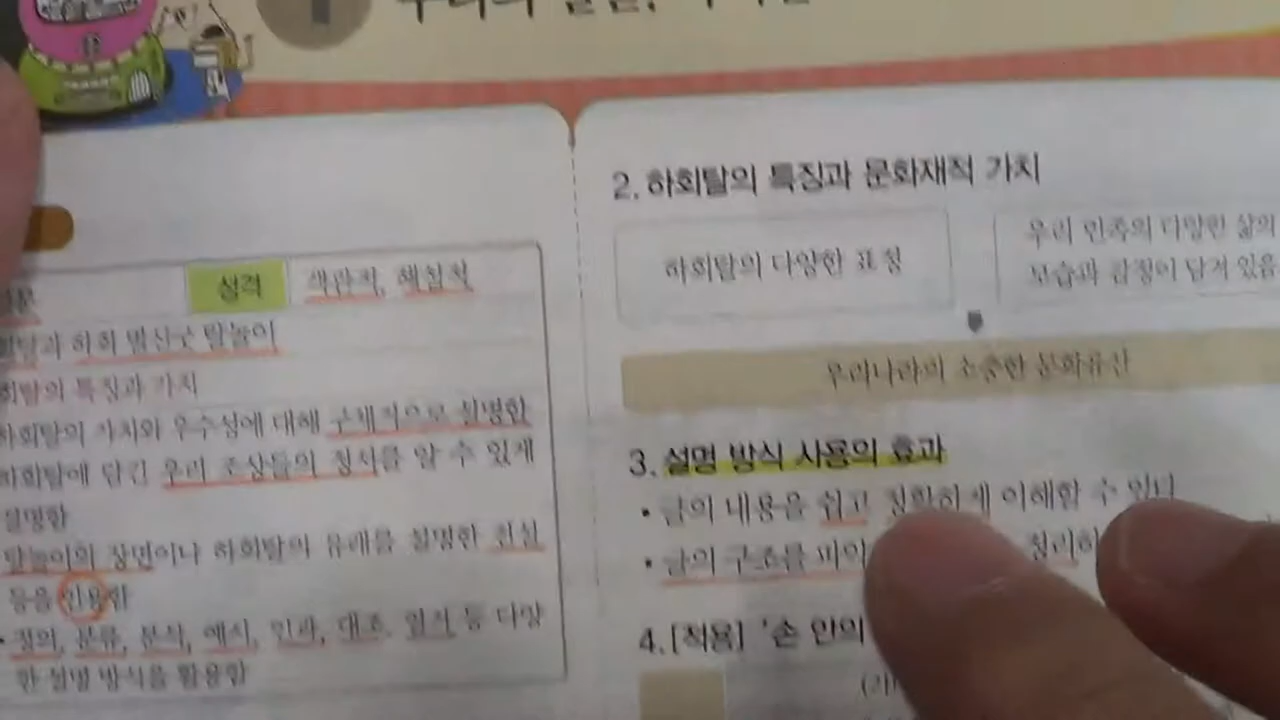 성격 객관적, 해설적
하회 별신굿 탈놀이
회탈의 특징과 가치
하회탈의 가치와 우수성에 대해 구체적으로 설명한
하회탈에 담긴 우리 조상들의 정서를 알 수 있게
설명함
탈놀이의 장면이나 하회탈의 유래를 설명한 전설
등을 인용함
• 정의, 분류, 분석, 예시, 인과, 대조, 열거 등 다양
한 설명 방식을 활용함
2. 하회탈의 특징과 문화재적 가치
하회탈의 다양한 표정
우리 민족의 다양한 삶의
모습과 감정이 담겨 있음
우리나라의 소중한 문화유산
3. 설명 방식 사용의 효과
• 글의 내용을 쉽고 정확하게 이해할 수 있다
• 글의 구조를 파악 정리하
4. [적용] '손 안의